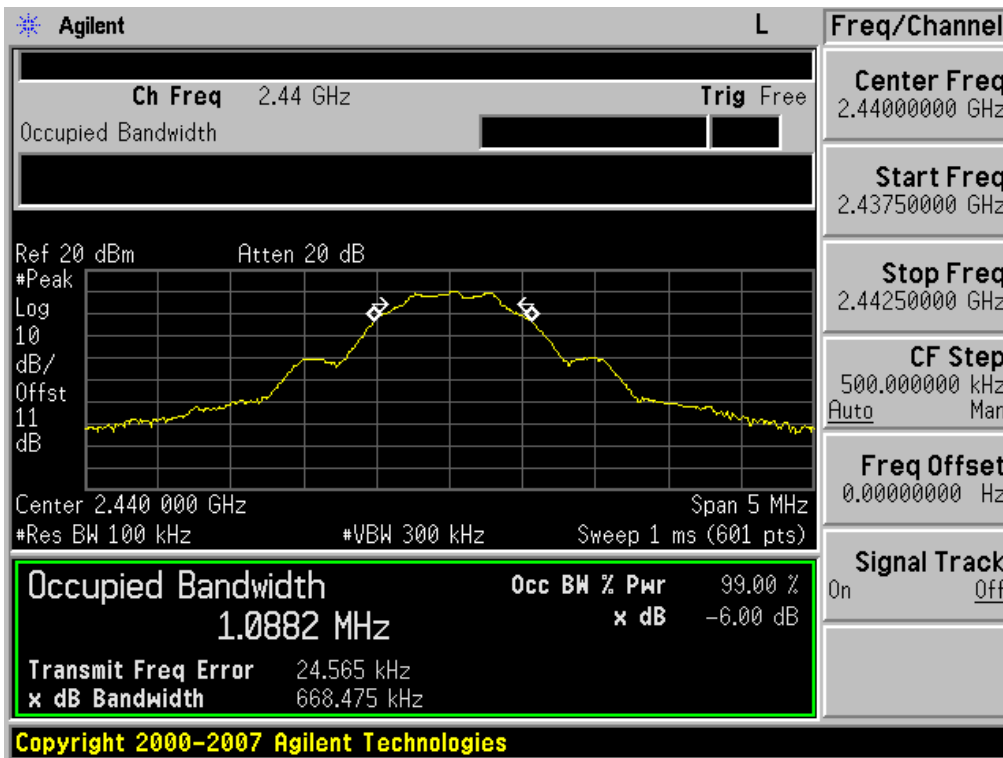 Agilent L
Freq/Channel
Ch Freq 2.44 GHz Trig Free
Occupied Bandwidth
Center Freq
2.44000000 GHz
Start Freq
2.43750000 GHz
Stop Freq
2.44250000 GHz
CF Step
500.000000 kHz
Auto Man
Freq Offset
0.00000000 Hz
Signal Track
On Off
Ref 20 dBm Atten 20 dB
#Peak
Log
10
dB/
Offst
11
dB
Center 2.440 000 GHz Span 5 MHz
#Res BW 100 kHz #VBW 300 kHz Sweep 1 ms (601 pts)
Occupied Bandwidth Occ BW % Pwr 99.00 %
1.0882 MHz x dB -6.00 dB
Transmit Freq Error 24.565 kHz
x dB Bandwidth 668.475 kHz
Copyright 2000-2007 Agilent Technologies